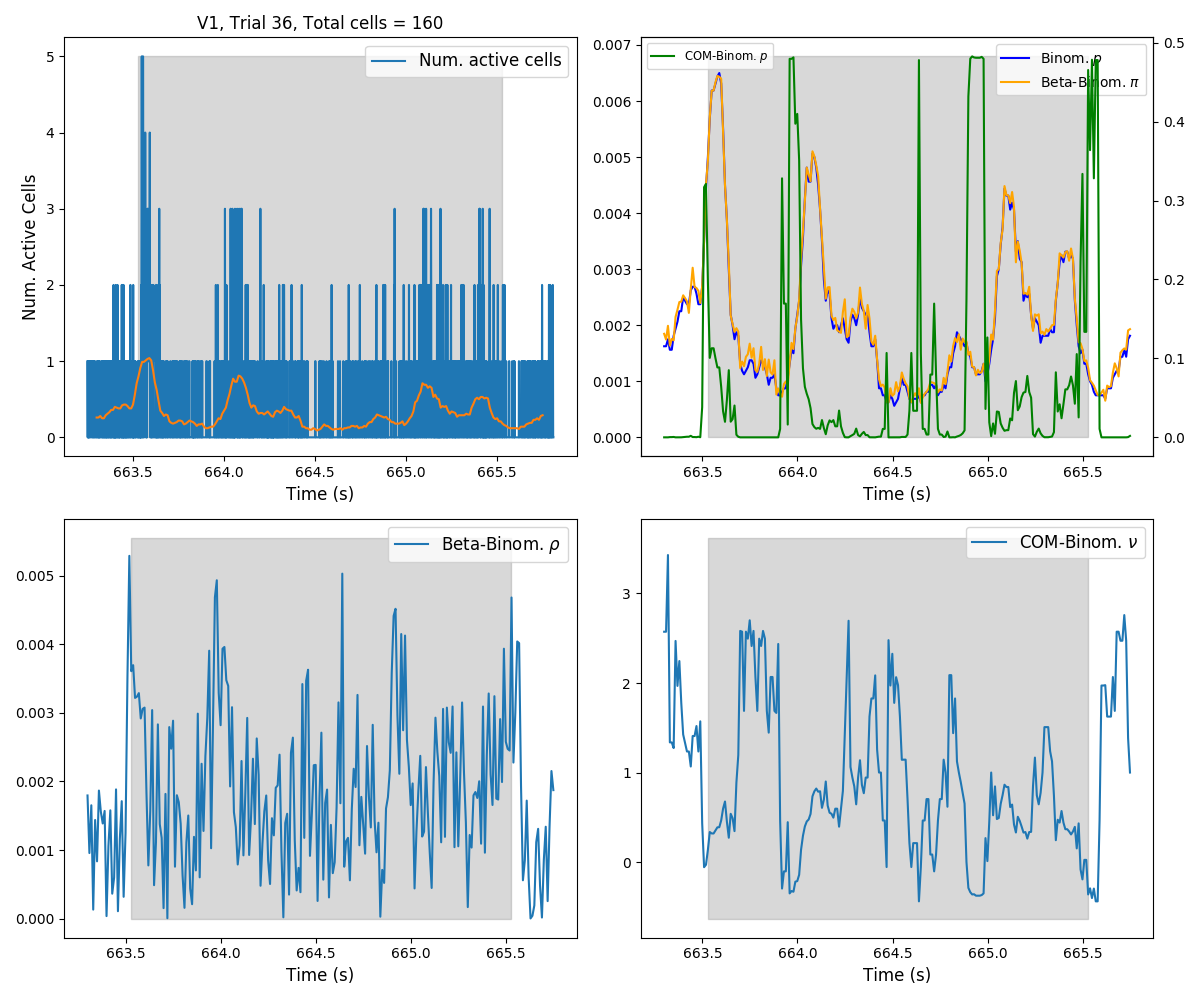 V1, Trial 36, Total cells = 160
Num. active cells
Num. Active Cells
5
4
3
2
1
0
663.5 664.0 664.5 665.0 665.5
Time (s)
COM-Binom. p
Binom. p
Beta-Binom. π
0.007
0.006
0.005
0.004
0.003
0.002
0.001
0.000
0.5
0.4
0.3
0.2
0.1
0.0
663.5 664.0 664.5 665.0 665.5
Time (s)
Beta-Binom. ρ
0.005
0.004
0.003
0.002
0.001
0.000
663.5 664.0 664.5 665.0 665.5
Time (s)
COM-Binom. ν
3
2
1
0
663.5 664.0 664.5 665.0 665.5
Time (s)